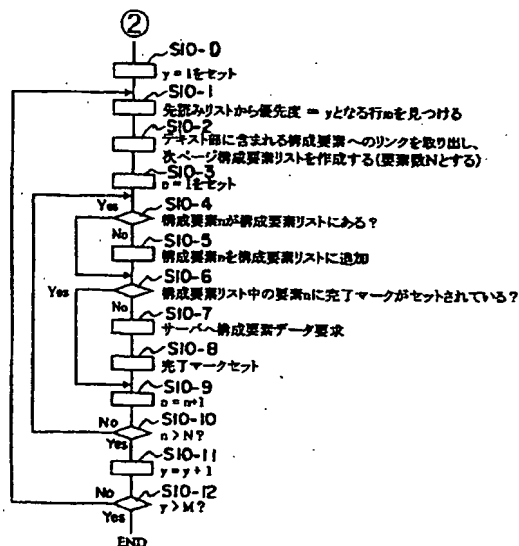 ②
S10-0
y = 1をセット
S10-1
先読みリストから優先度 = yとなる行mを見つける
S10-2
テキスト部に含まれる構成要素へのリンクを取り出し、
次ページ構成要素リストを作成する(要素数Nとする)
S10-3
n = 1をセット
Yes
S10-4
構成要素nが構成要素リストにある?
No
S10-5
構成要素nを構成要素リストに追加
S10-6
Yes
構成要素リスト中の要素nに完了マークがセットされている?
No
S10-7
サーバへ構成要素データ要求
S10-8
完了マークセット
S10-9
n = n+1
No
S10-10
n > N?
Yes
S10-11
y = y + 1
No
S10-12
y > M?
Yes
END